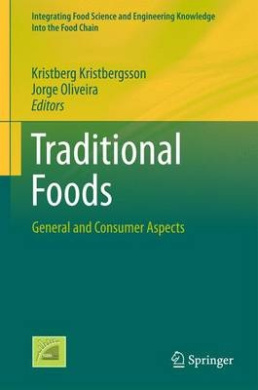 Integrating Food Science and Engineering Knowledge
Into the Food Chain
Kristberg Kristbergsson
Jorge Oliveira
Editors
Traditional
Foods
General and Consumer Aspects
Springer